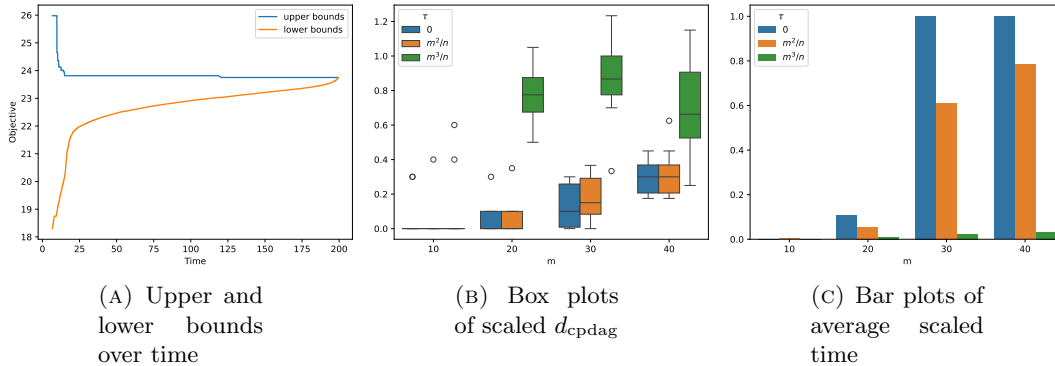 26
25
24
23
22
21
20
19
18
Objective
0
25
50
75
100
125
150
175
200
Time
upper bounds
lower bounds
(A) Upper and
lower bounds
over time
1.2
1.0
0.8
0.6
0.4
0.2
0.0
τ
0
m²/n
m³/n
10
20
30
40
m
(B) Box plots
of scaled d_cpdag
1.0
0.8
0.6
0.4
0.2
0.0
τ
0
m²/n
m³/n
10
20
30
40
m
(C) Bar plots of
average scaled
time